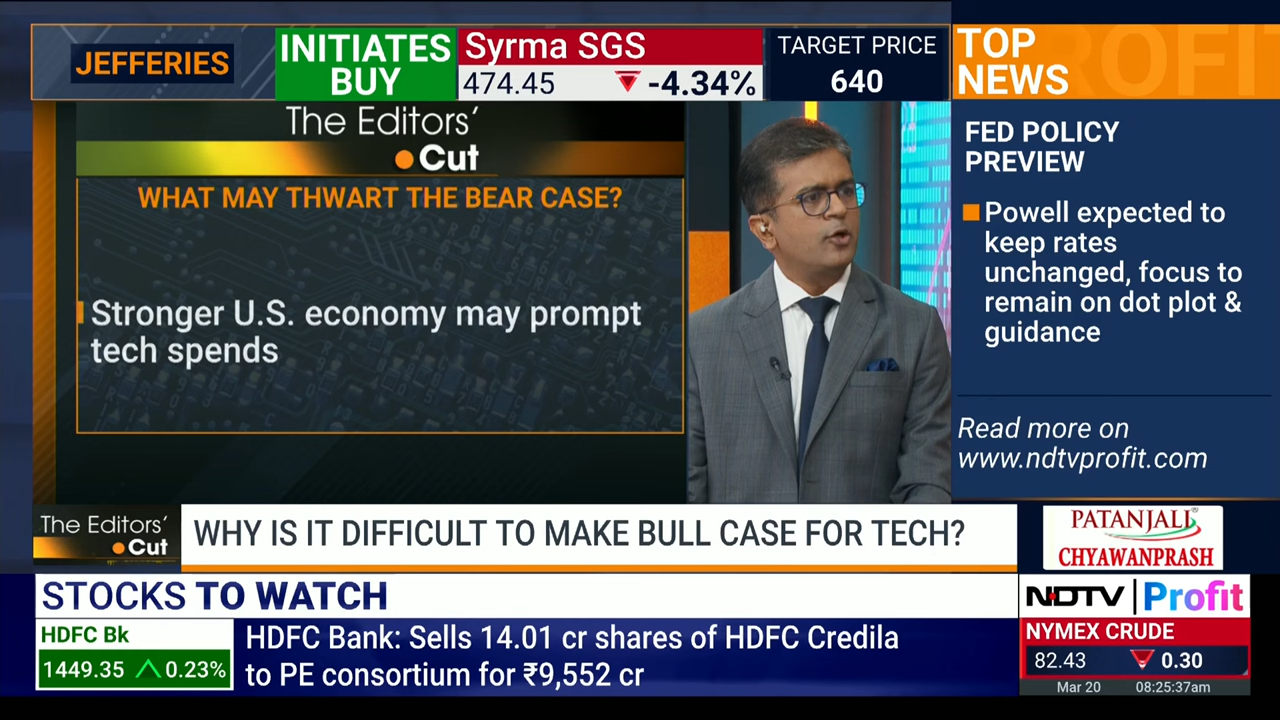 JEFFERIES
INITIATES
BUY
Syrma SGS
474.45 -4.34%
TARGET PRICE
640
TOP
NEWS
The Editors'
Cut
WHAT MAY THWART THE BEAR CASE?
Stronger U.S. economy may prompt
tech spends
FED POLICY
PREVIEW
Powell expected to
keep rates
unchanged, focus to
remain on dot plot &
guidance
Read more on
www.ndtvprofit.com
The Editors'
Cut
WHY IS IT DIFFICULT TO MAKE BULL CASE FOR TECH?
PATANJALI
CHYAWANPRASH
STOCKS TO WATCH
NDTV Profit
HDFC Bk
1449.35 0.23%
HDFC Bank: Sells 14.01 cr shares of HDFC Credila
to PE consortium for ₹9,552 cr
NYMEX CRUDE
82.43 0.30
Mar 20 08:25:37am